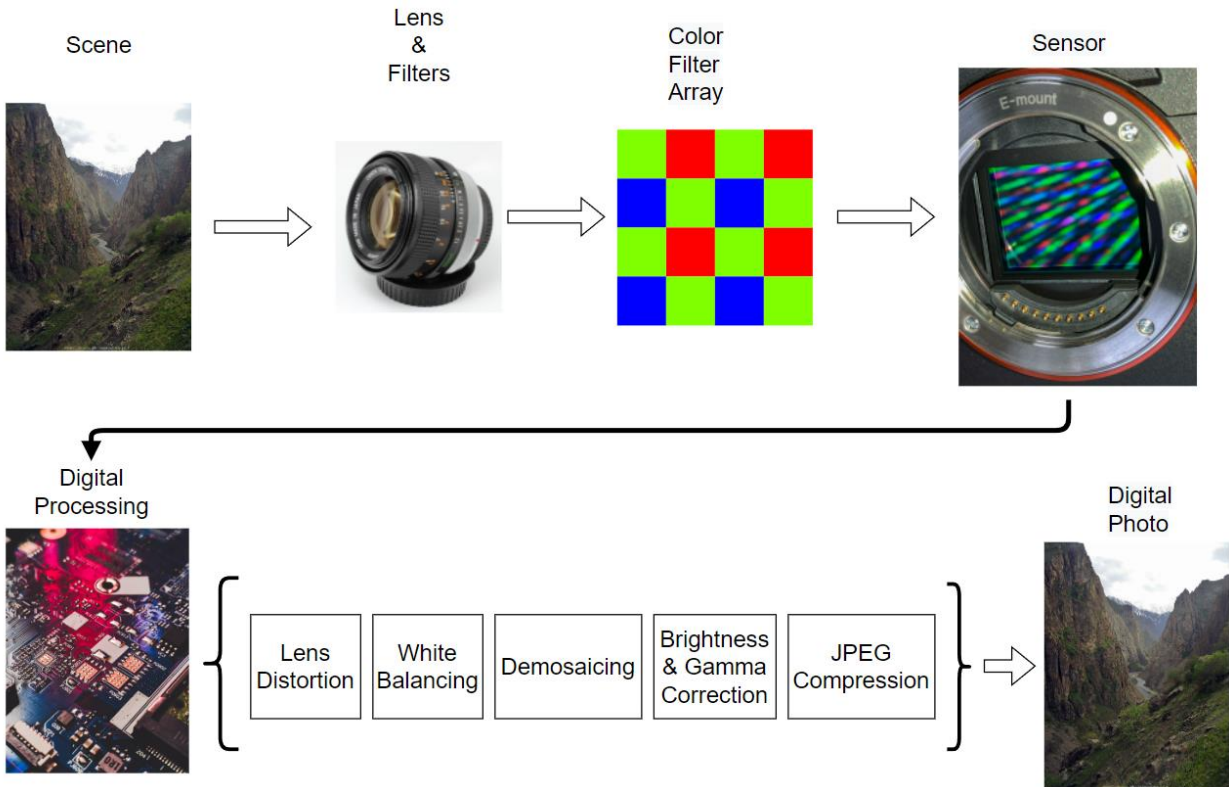 Scene
Lens
&
Filters
Color
Filter
Array
Sensor
E-mount
Digital
Processing
Lens
Distortion
White
Balancing
Demosaicing
Brightness
& Gamma
Correction
JPEG
Compression
Digital
Photo